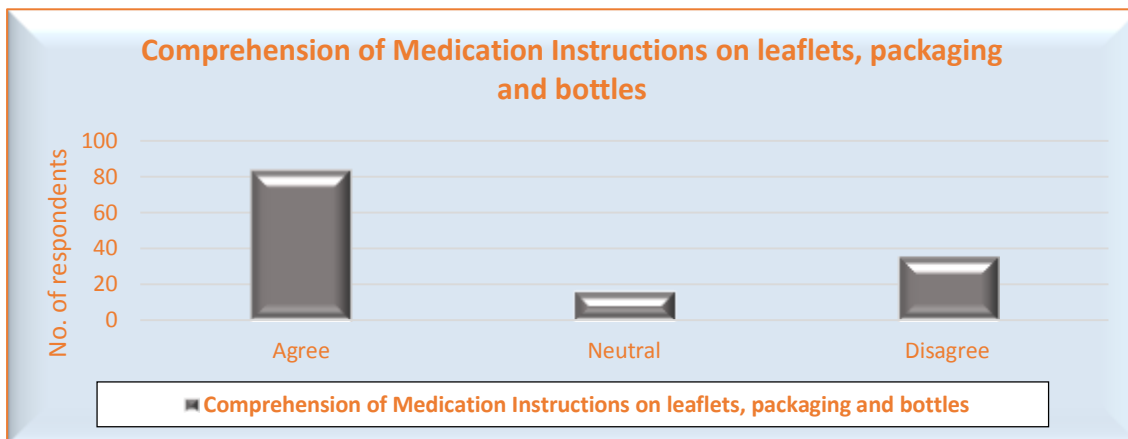 Comprehension of Medication Instructions on leaflets, packaging
and bottles
No. of respondents
100
80
60
40
20
0
Agree
Neutral
Disagree
Comprehension of Medication Instructions on leaflets, packaging and bottles